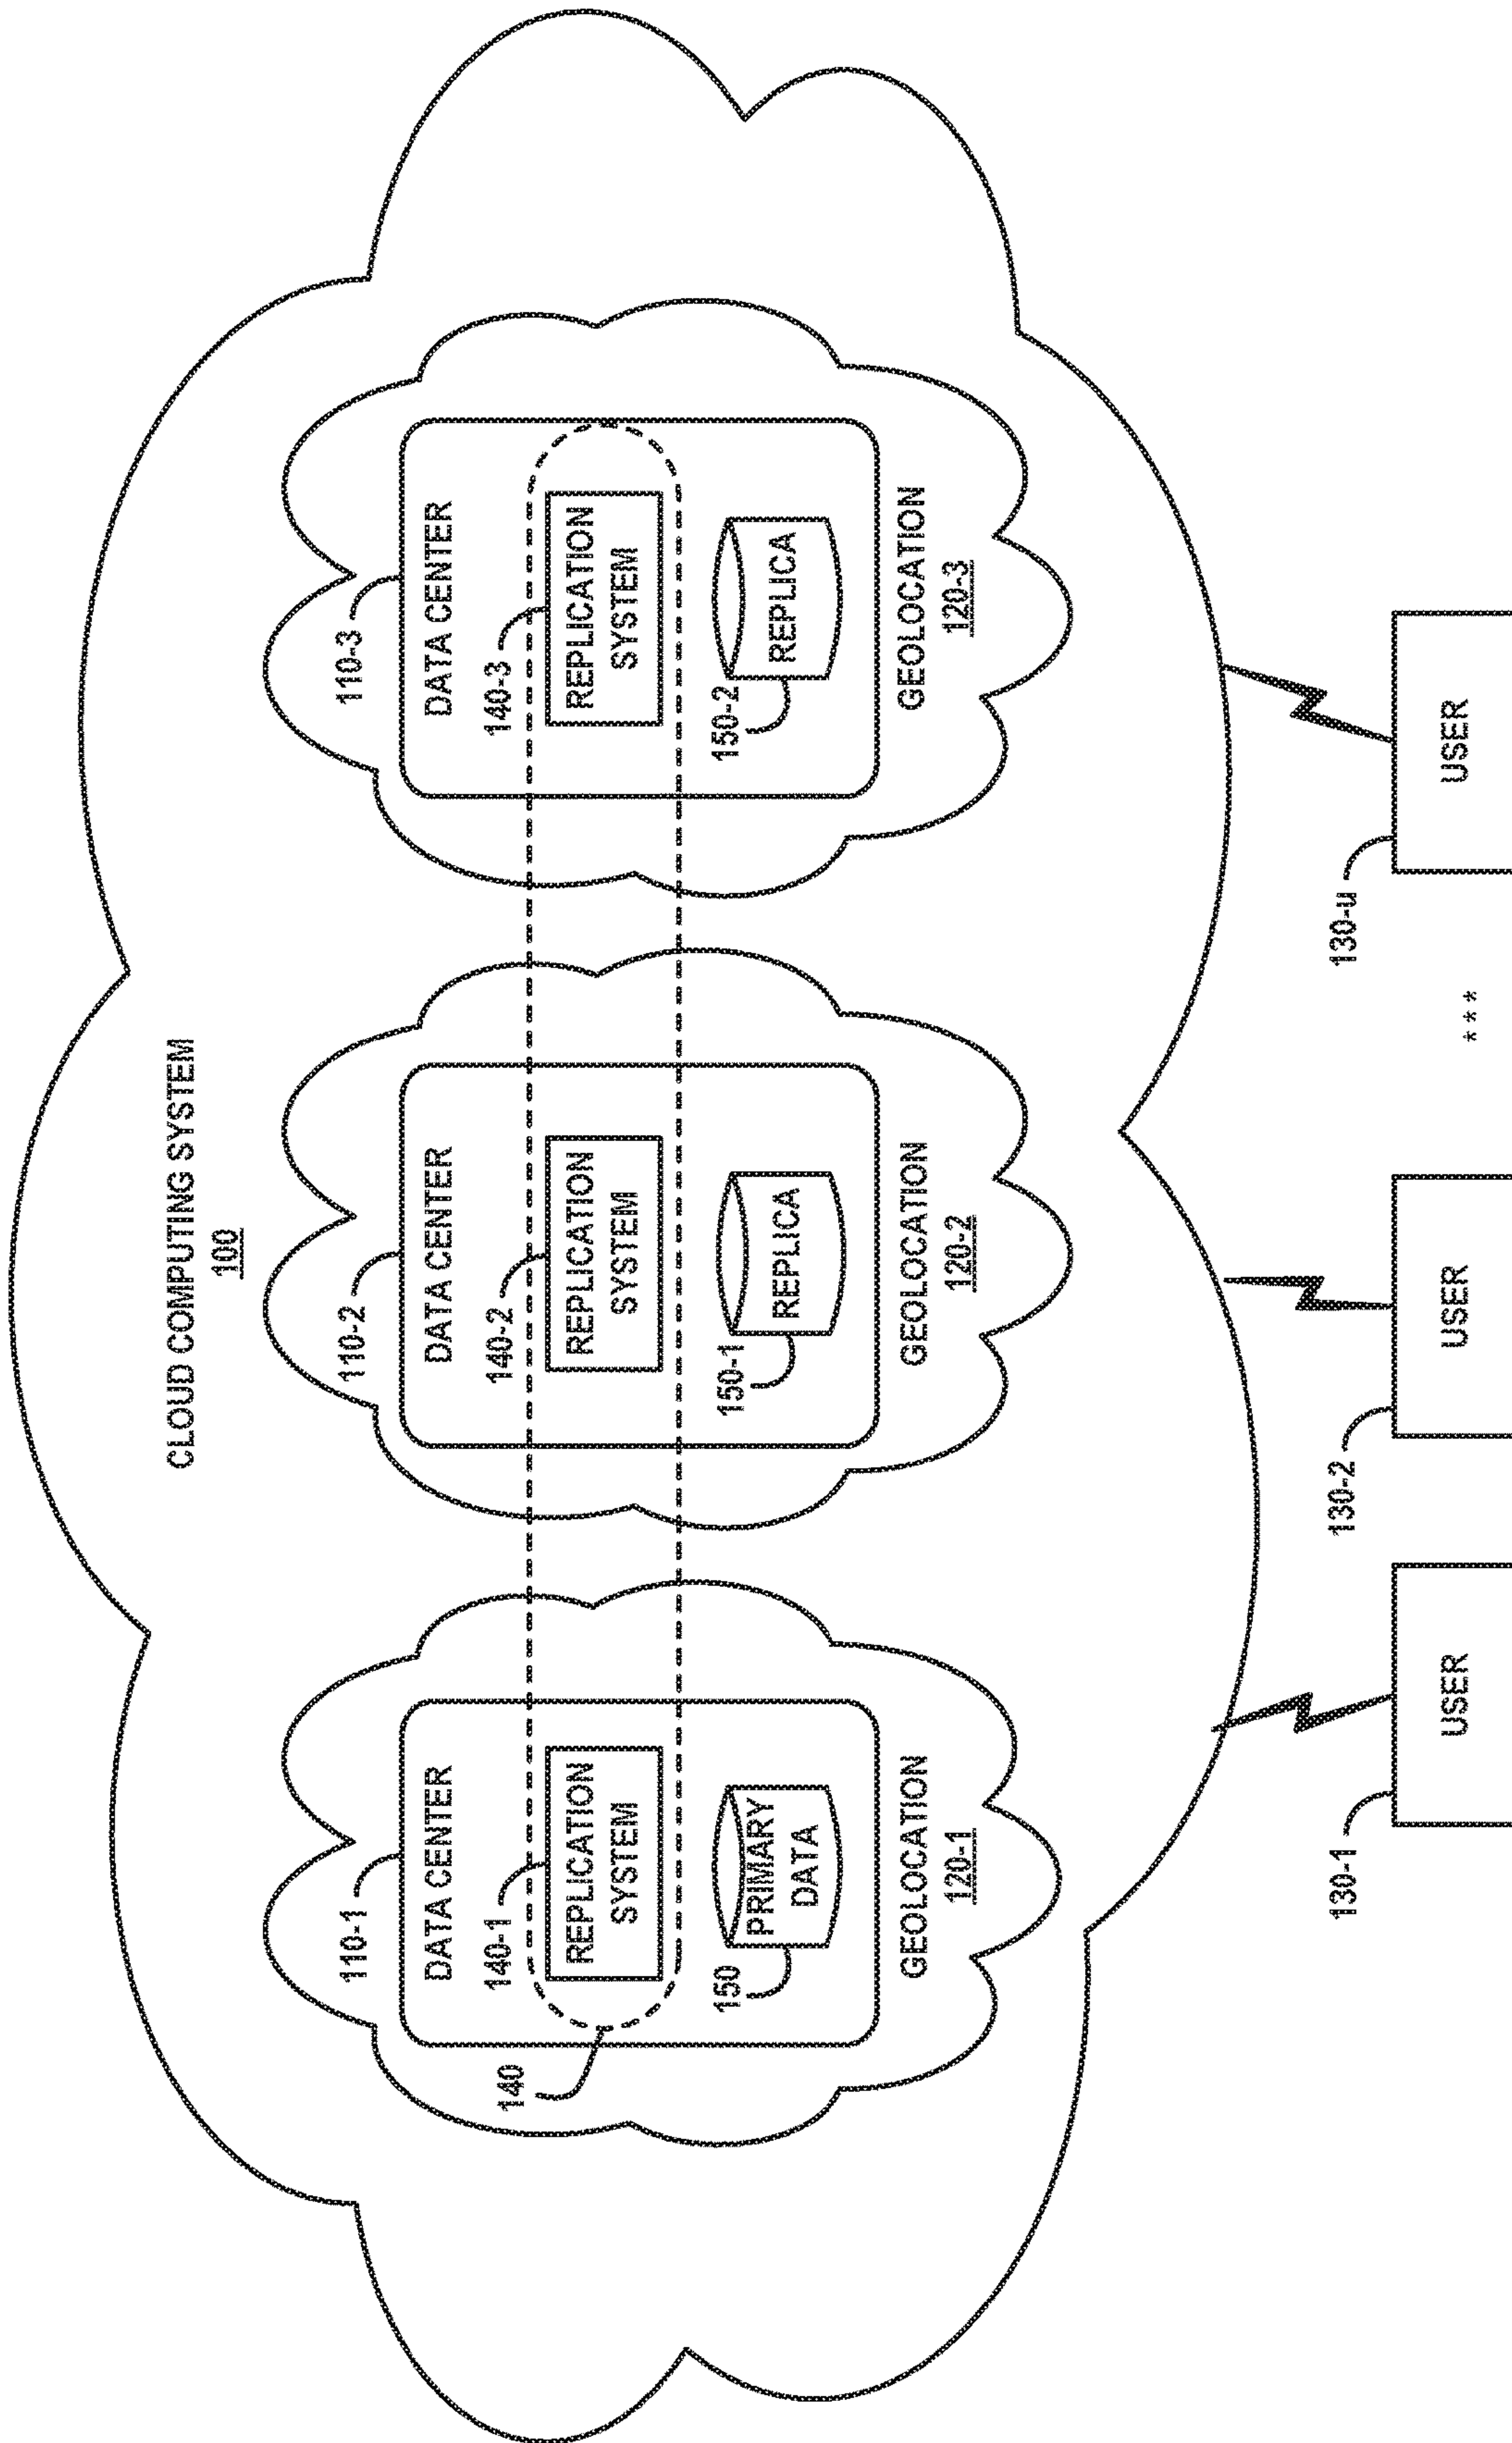 CLOUD COMPUTING SYSTEM
100
110-1
DATA CENTER
140
140-1
REPLICATION
SYSTEM
150
PRIMARY
DATA
GEOLOCATION
120-1
110-2
DATA CENTER
140-2
REPLICATION
SYSTEM
150-1
REPLICA
GEOLOCATION
120-2
110-3
DATA CENTER
140-3
REPLICATION
SYSTEM
150-2
REPLICA
GEOLOCATION
120-3
130-1
USER
130-2
USER
***
130-u
USER